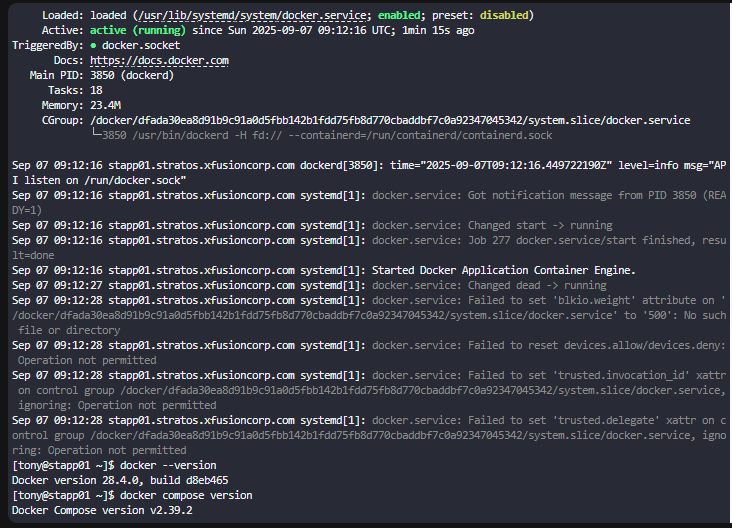 Loaded: loaded (/usr/lib/systemd/system/docker.service; enabled; preset: disabled)
Active: active (running) since Sun 2025-09-07 09:12:16 UTC; 1min 15s ago
TriggeredBy: ● docker.socket
Docs: https://docs.docker.com
Main PID: 3850 (dockerd)
Tasks: 18
Memory: 23.4M
CGroup: /docker/dfada30ea8d91b9c91a0d5fbb142b1fdd75fb8d770cbaddbf7c0a92347045342/system.slice/docker.service
└─3850 /usr/bin/dockerd -H fd:// --containerd=/run/containerd/containerd.sock
Sep 07 09:12:16 stapp01.stratos.xfusioncorp.com dockerd[3850]: time="2025-09-07T09:12:16.449722190Z" level=info msg="AP
I listen on /run/docker.sock"
Sep 07 09:12:16 stapp01.stratos.xfusioncorp.com systemd[1]: docker.service: Got notification message from PID 3850 (REA
DY=1)
Sep 07 09:12:16 stapp01.stratos.xfusioncorp.com systemd[1]: docker.service: Changed start -> running
Sep 07 09:12:16 stapp01.stratos.xfusioncorp.com systemd[1]: docker.service: Job 277 docker.service/start finished, resu
lt=done
Sep 07 09:12:16 stapp01.stratos.xfusioncorp.com systemd[1]: Started Docker Application Container Engine.
Sep 07 09:12:27 stapp01.stratos.xfusioncorp.com systemd[1]: docker.service: Changed dead -> running
Sep 07 09:12:28 stapp01.stratos.xfusioncorp.com systemd[1]: docker.service: Failed to set 'blkio.weight' attribute on '
/docker/dfada30ea8d91b9c91a0d5fbb142b1fdd75fb8d770cbaddbf7c0a92347045342/system.slice/docker.service' to '500': No such
file or directory
Sep 07 09:12:28 stapp01.stratos.xfusioncorp.com systemd[1]: docker.service: Failed to reset devices.allow/devices.deny:
Operation not permitted
Sep 07 09:12:28 stapp01.stratos.xfusioncorp.com systemd[1]: docker.service: Failed to set 'trusted.invocation_id' xattr
on control group /docker/dfada30ea8d91b9c91a0d5fbb142b1fdd75fb8d770cbaddbf7c0a92347045342/system.slice/docker.service,
ignoring: Operation not permitted
Sep 07 09:12:28 stapp01.stratos.xfusioncorp.com systemd[1]: docker.service: Failed to set 'trusted.delegate' xattr on c
ontrol group /docker/dfada30ea8d91b9c91a0d5fbb142b1fdd75fb8d770cbaddbf7c0a92347045342/system.slice/docker.service, igno
ring: Operation not permitted
[tony@stapp01 ~]$ docker --version
Docker version 28.4.0, build d8eb465
[tony@stapp01 ~]$ docker compose version
Docker Compose version v2.39.2